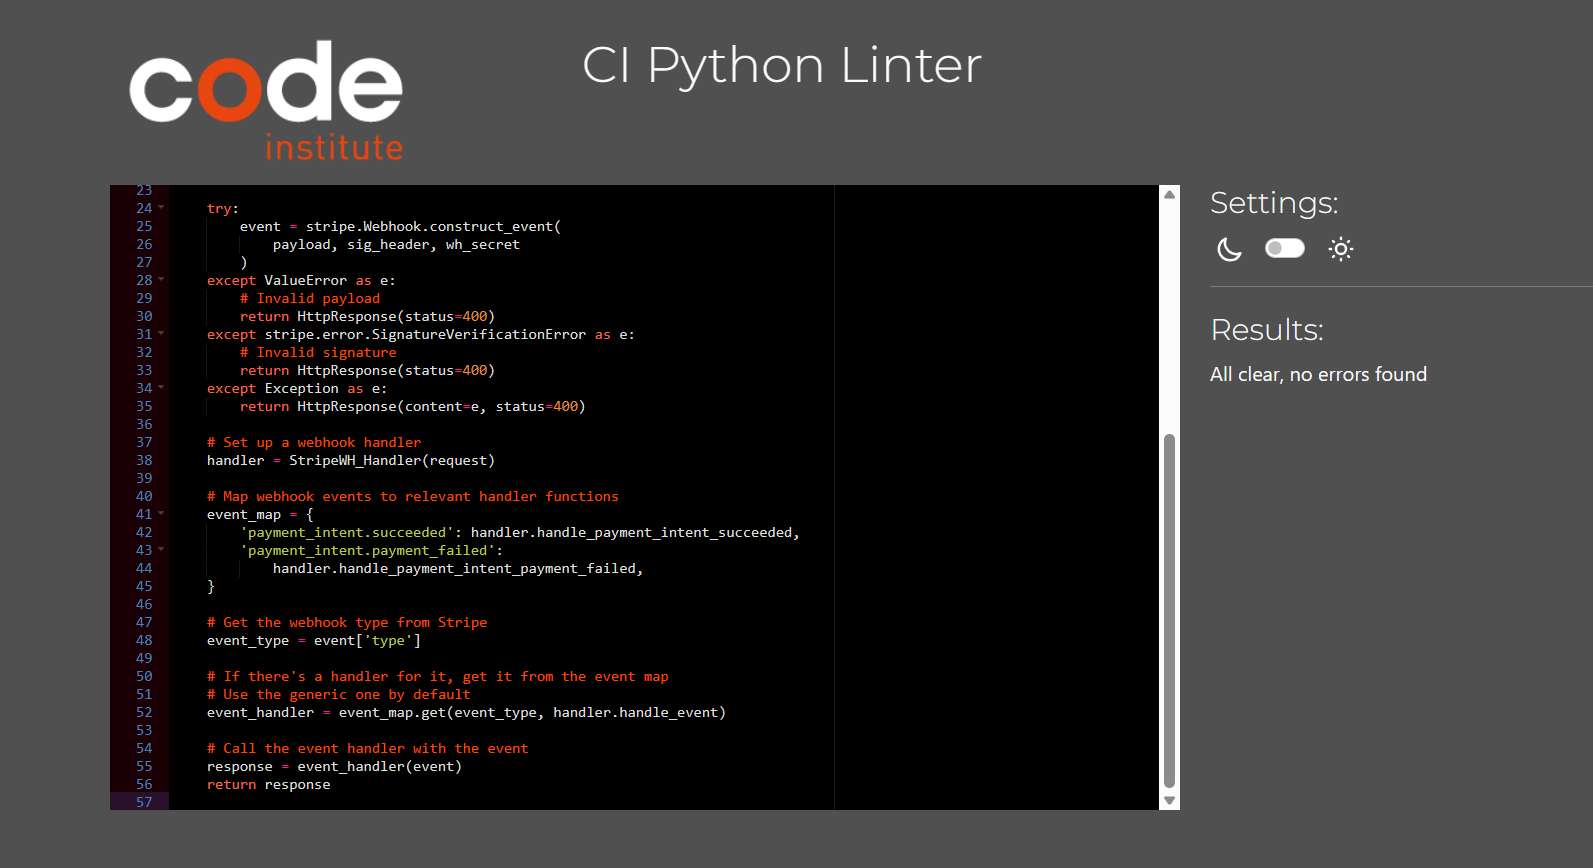 code
institute
CI Python Linter
23
24 try:
25 event = stripe.Webhook.construct_event(
26 payload, sig_header, wh_secret
27 )
28 except ValueError as e:
29 # Invalid payload
30 return HttpResponse(status=400)
31 except stripe.error.SignatureVerificationError as e:
32 # Invalid signature
33 return HttpResponse(status=400)
34 except Exception as e:
35 return HttpResponse(content=e, status=400)
36
37 # Set up a webhook handler
38 handler = StripeWH_Handler(request)
39
40 # Map webhook events to relevant handler functions
41 event_map = {
42 'payment_intent.succeeded': handler.handle_payment_intent_succeeded,
43 'payment_intent.payment_failed':
44 handler.handle_payment_intent_payment_failed,
45 }
46
47 # Get the webhook type from Stripe
48 event_type = event['type']
49
50 # If there's a handler for it, get it from the event map
51 # Use the generic one by default
52 event_handler = event_map.get(event_type, handler.handle_event)
53
54 # Call the event handler with the event
55 response = event_handler(event)
56 return response
57
Settings:
Results:
All clear, no errors found